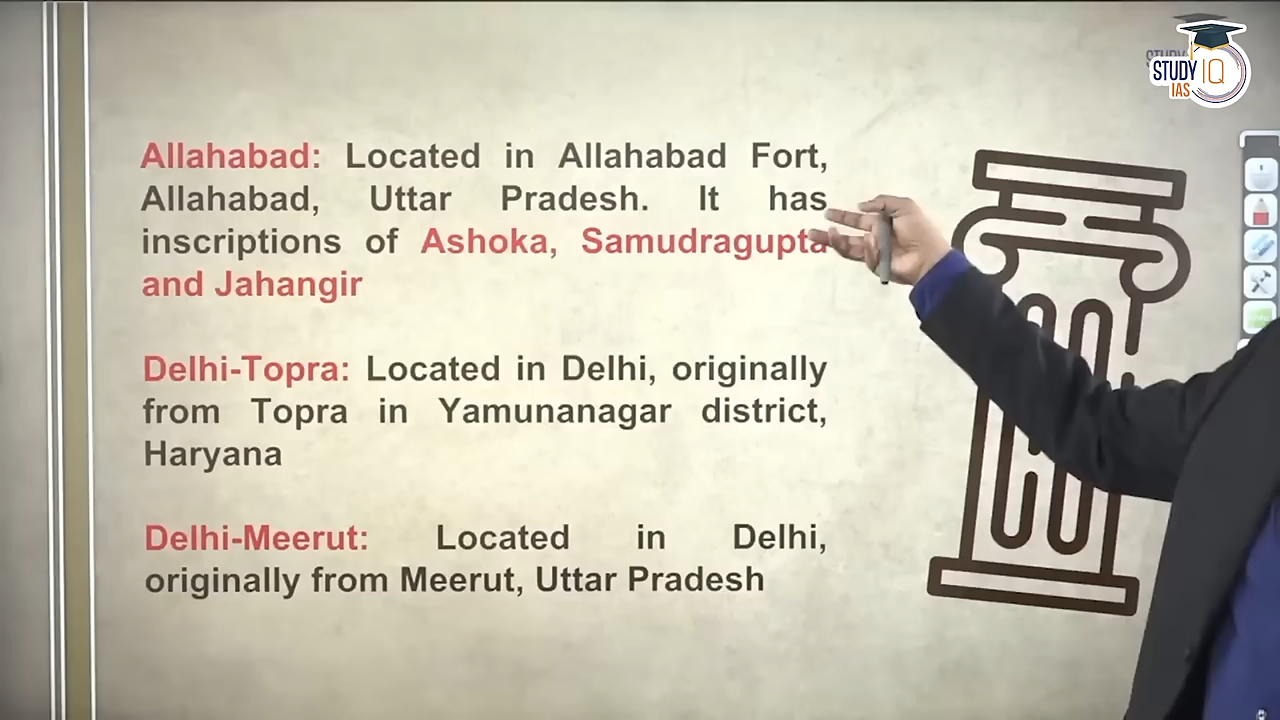 STUDY IQ
IAS
Allahabad: Located in Allahabad Fort,
Allahabad, Uttar Pradesh. It has
inscriptions of Ashoka, Samudragupta
and Jahangir
Delhi-Topra: Located in Delhi, originally
from Topra in Yamunanagar district,
Haryana
Delhi-Meerut: Located in Delhi,
originally from Meerut, Uttar Pradesh